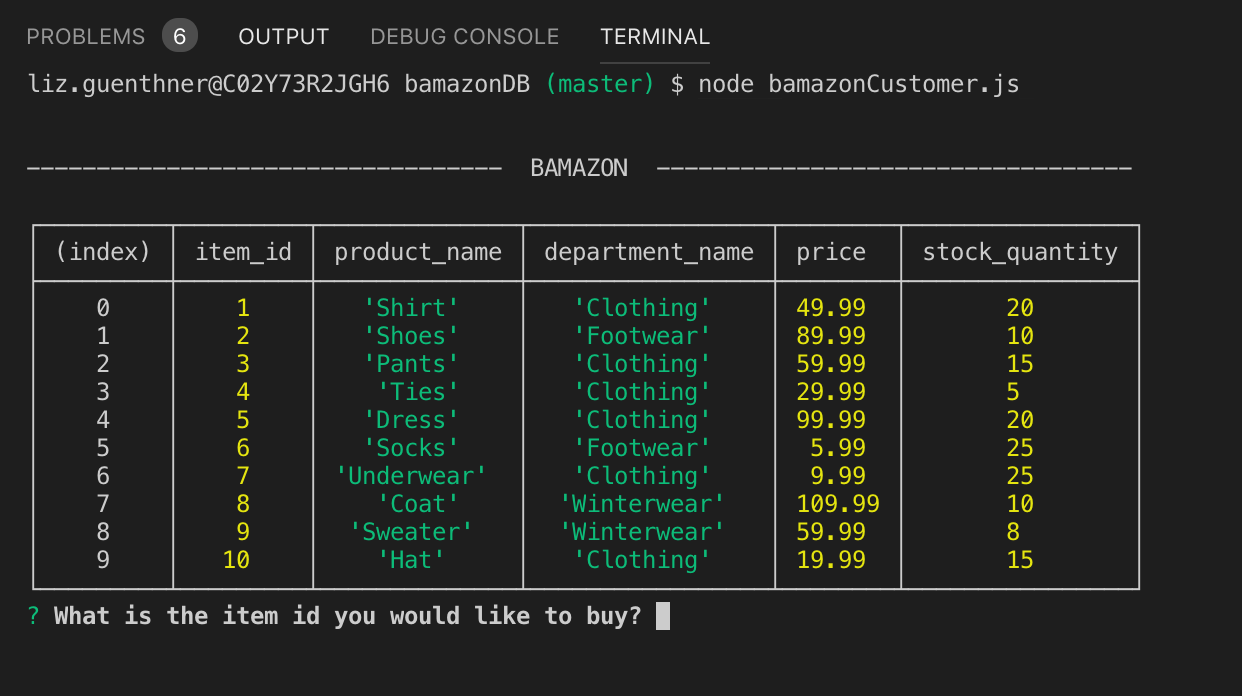 PROBLEMS 6 OUTPUT DEBUG CONSOLE TERMINAL
liz.guenthner@C02Y73R2JGH6 bamazonDB (master) $ node bamazonCustomer.js
---------------------------------- BAMAZON ----------------------------------
(index) item_id product_name department_name price stock_quantity
0 1 'Shirt' 'Clothing' 49.99 20
1 2 'Shoes' 'Footwear' 89.99 10
2 3 'Pants' 'Clothing' 59.99 15
3 4 'Ties' 'Clothing' 29.99 5
4 5 'Dress' 'Clothing' 99.99 20
5 6 'Socks' 'Footwear' 5.99 25
6 7 'Underwear' 'Clothing' 9.99 25
7 8 'Coat' 'Winterwear' 109.99 10
8 9 'Sweater' 'Winterwear' 59.99 8
9 10 'Hat' 'Clothing' 19.99 15
? What is the item id you would like to buy?